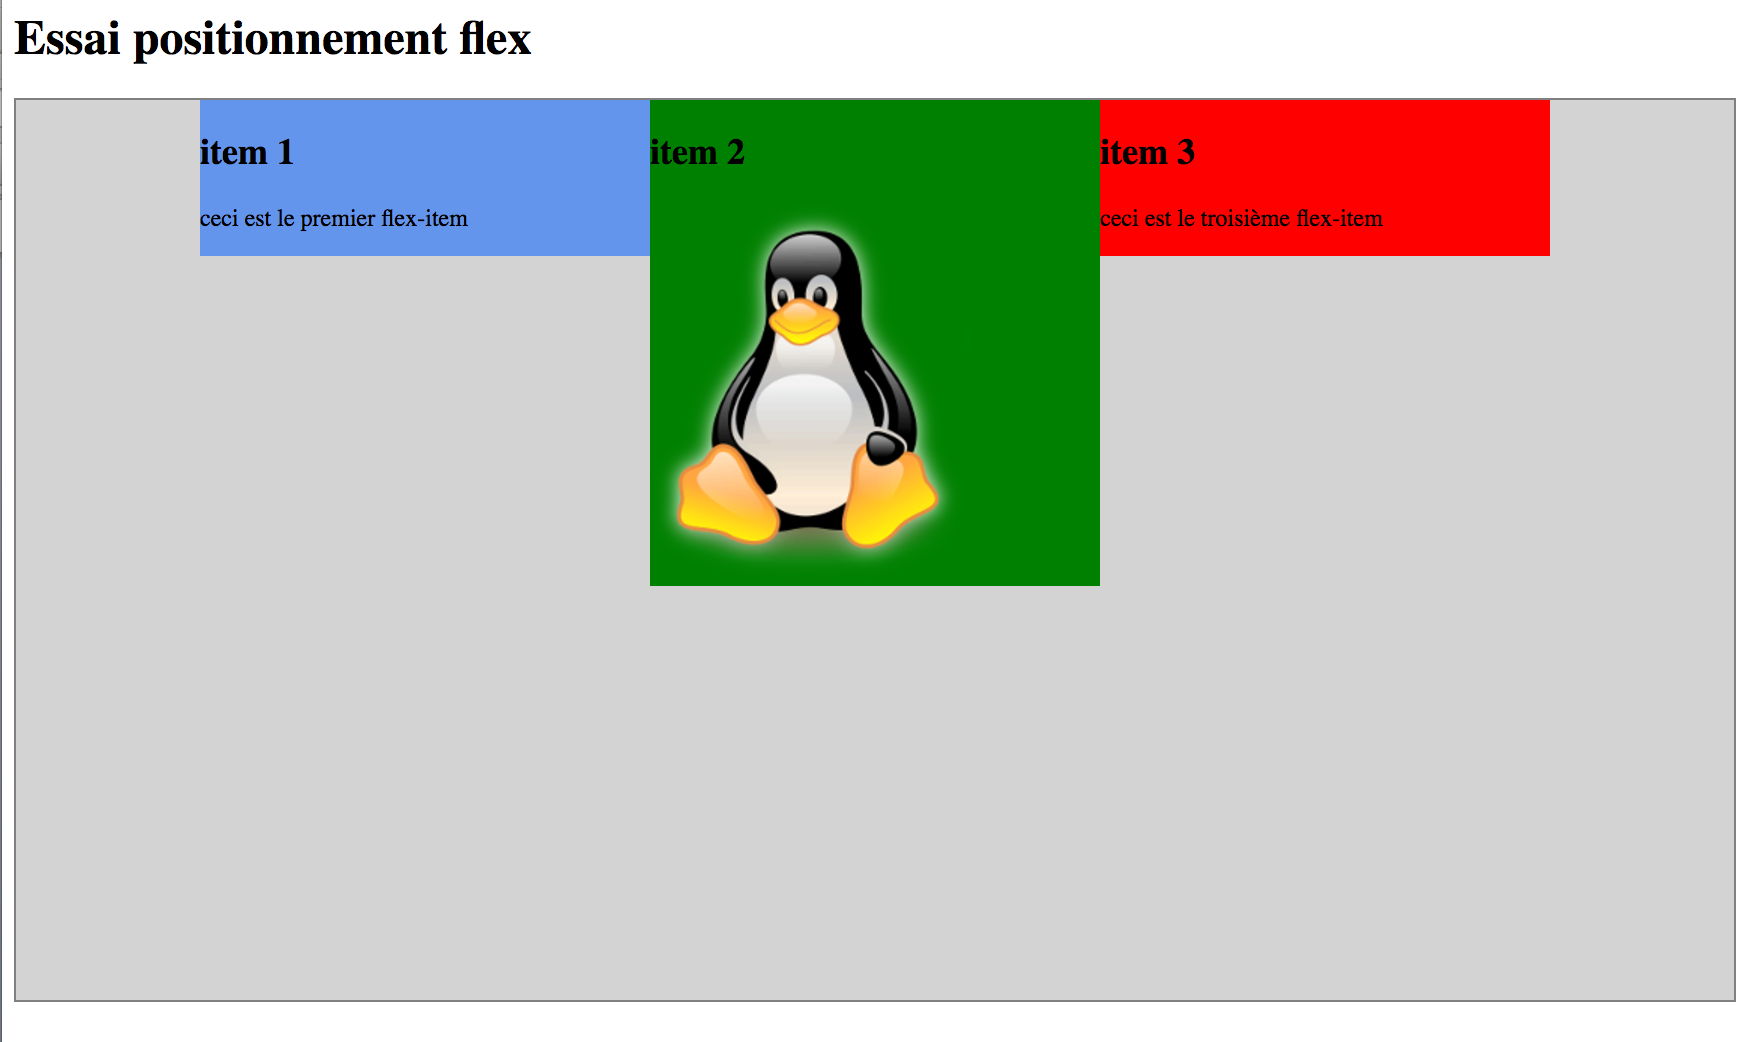 Essai positionnement flex
item 1
item 2
item 3
ceci est le premier flex-item
ceci est le troisième flex-item